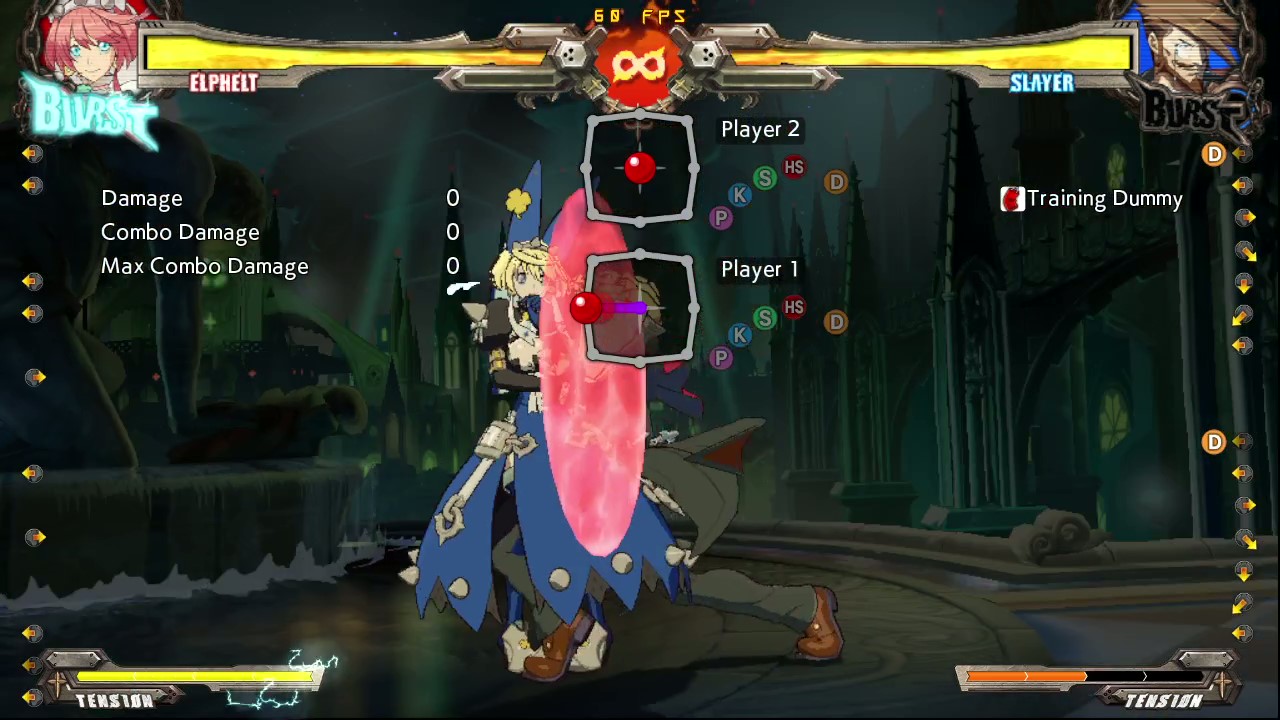 60 FPS
ELPHELT
SLAYER
BURST
BURST
Player 2
P K S HS D
D
Damage 0
Training Dummy
Combo Damage 0
Max Combo Damage 0
Player 1
P K S HS D
D
TENSION
TENSION